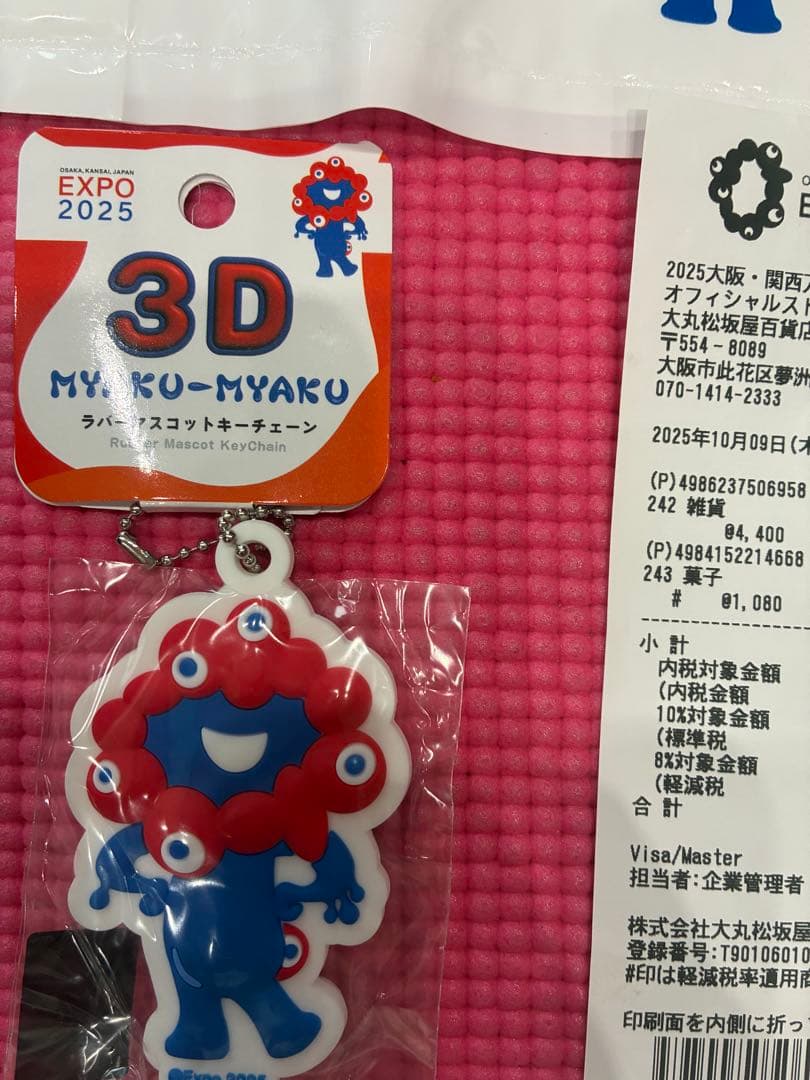 OSAKA, KANSAI, JAPAN
EXPO
2025
3D
MYAKU-MYAKU
ラバーマスコットキーチェーン
Rubber Mascot KeyChain
©Expo 2025
2025大阪・関西
オフィシャルスト
大丸松坂屋百貨店
〒554-8089
大阪市此花区夢洲
070-1414-2333
2025年10月09日(木
(P)4986237506958
242 雑貨
@4,400
(P)4984152214668
243 菓子
# @1,080
小 計
内税対象金額
(内税金額
10%対象金額
(標準税
8%対象金額
(軽減税
合 計
Visa/Master
担当者:企業管理者
株式会社大丸松坂屋
登録番号:T90106010
#印は軽減税率適用商
印刷面を内側に折っ